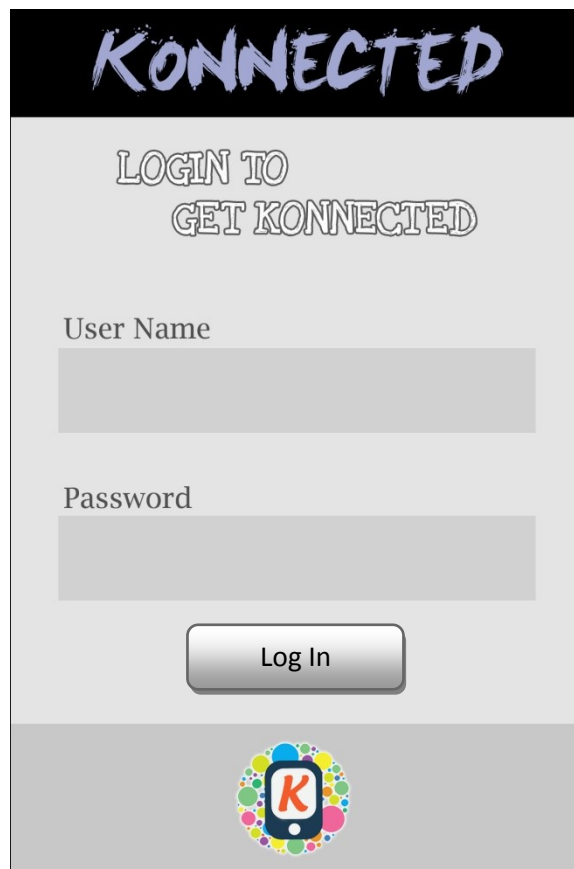 KONNECTED
LOGIN TO
GET KONNECTED
User Name
Password
Log In
K